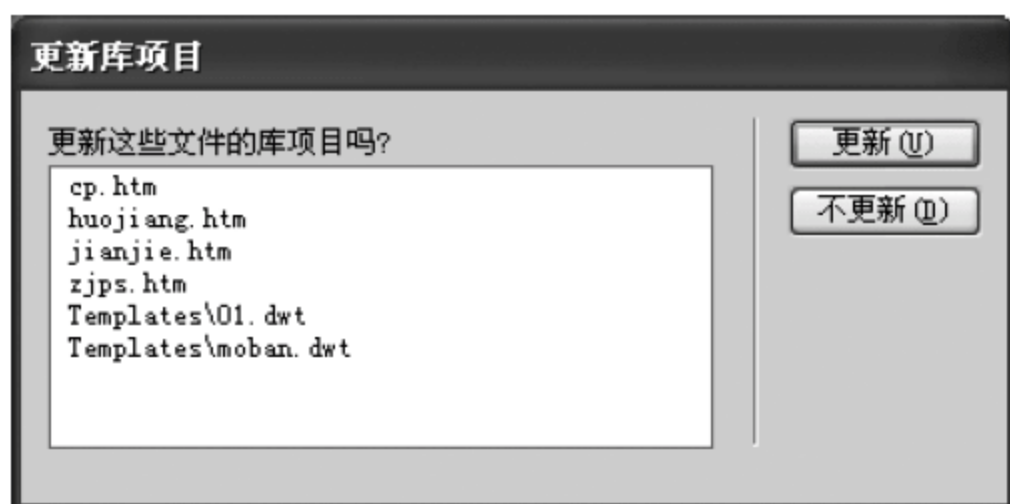 更新库项目
更新这些文件的库项目吗?
cp.htm
huojiang.htm
jianjie.htm
zjps.htm
Templates\01.dwt
Templates\moban.dwt
更新(U)
不更新(D)